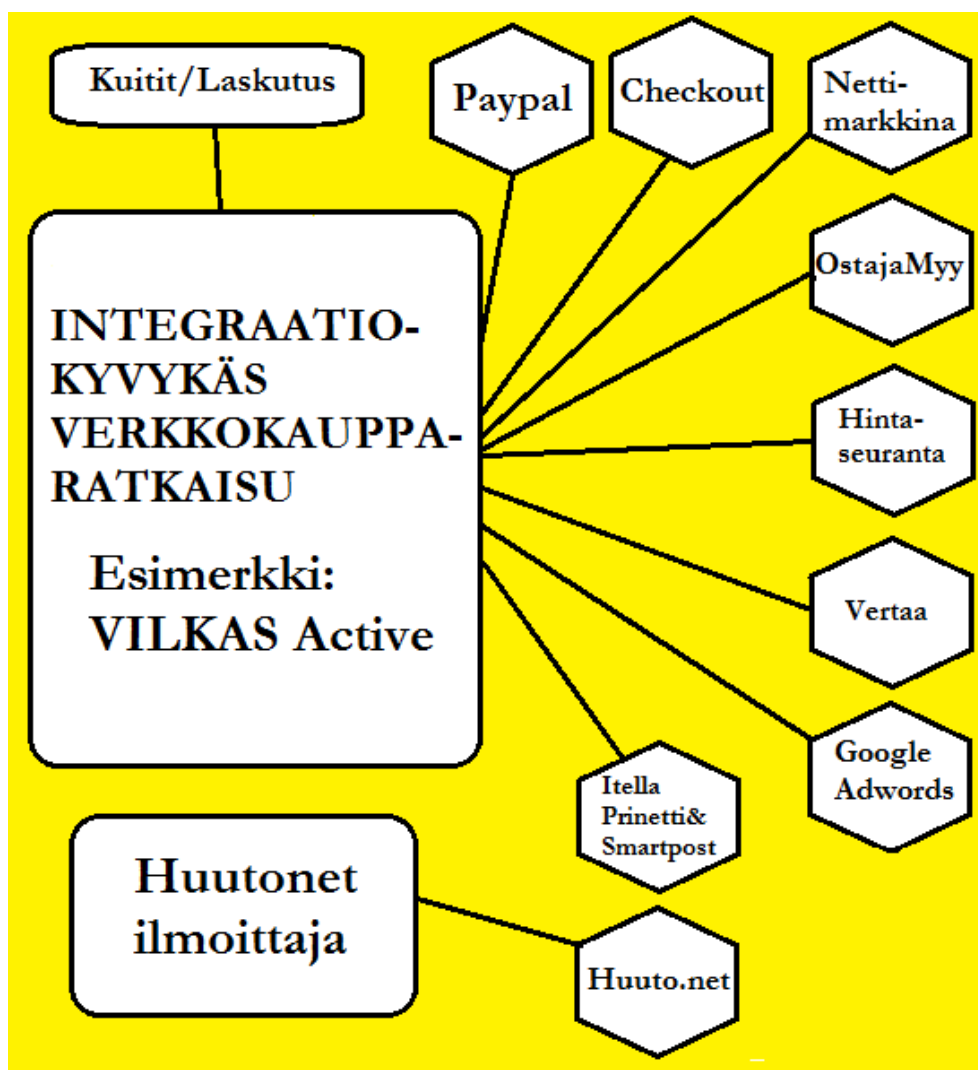 Kuitit/Laskutus
Paypal
Checkout
Netti-
markkina
OstajaMyy
INTEGRAATIO-
KYVYKÄS
VERKKOKAUPPA-
RATKAISU
Esimerkki:
VILKAS Active
Hinta-
seuranta
Vertaa
Google
Adwords
Itella
Prinetti&
Smartpost
Huutonet
ilmoittaja
Huuto.net